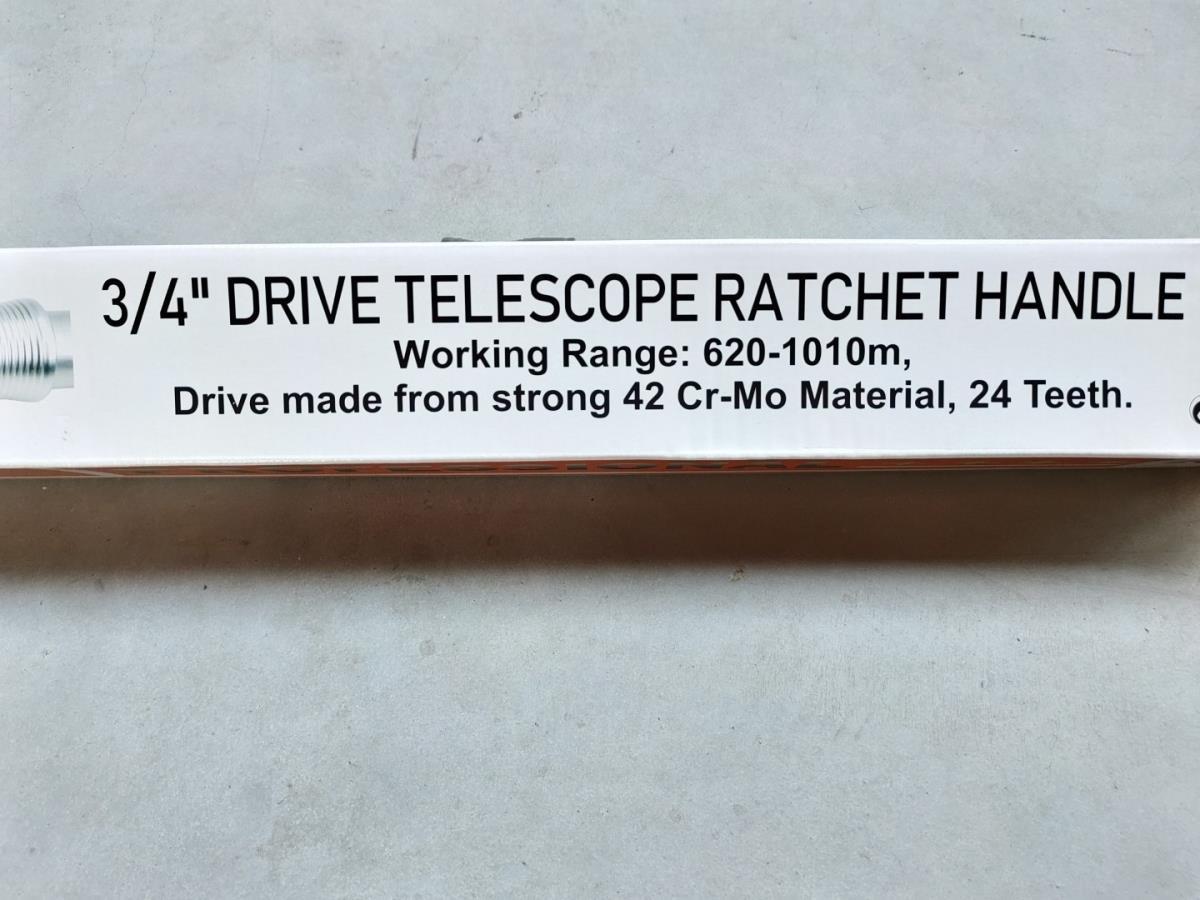 3/4" DRIVE TELESCOPE RATCHET HANDLE
Working Range: 620-1010m,
Drive made from strong 42 Cr-Mo Material, 24 Teeth.